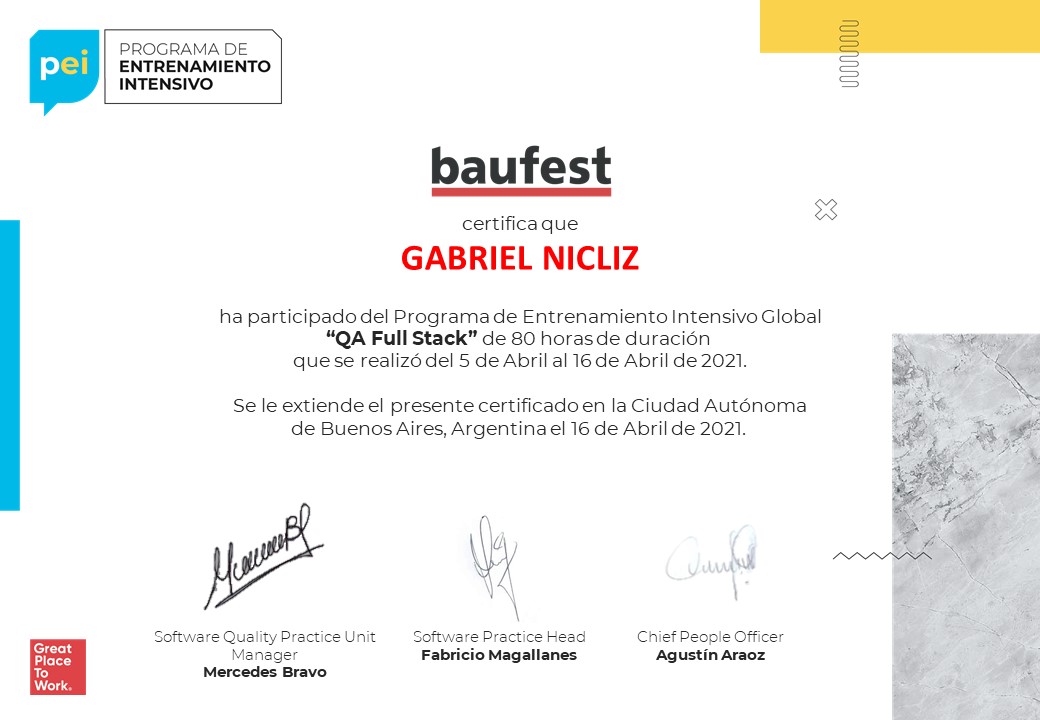 pei
PROGRAMA DE
ENTRENAMIENTO
INTENSIVO
baufest
certifica que
GABRIEL NICLIZ
ha participado del Programa de Entrenamiento Intensivo Global
“QA Full Stack” de 80 horas de duración
que se realizó del 5 de Abril al 16 de Abril de 2021.
Se le extiende el presente certificado en la Ciudad Autónoma
de Buenos Aires, Argentina el 16 de Abril de 2021.
Software Quality Practice Unit
Manager
Mercedes Bravo
Software Practice Head
Fabricio Magallanes
Chief People Officer
Agustín Araoz
Great
Place
To
Work.